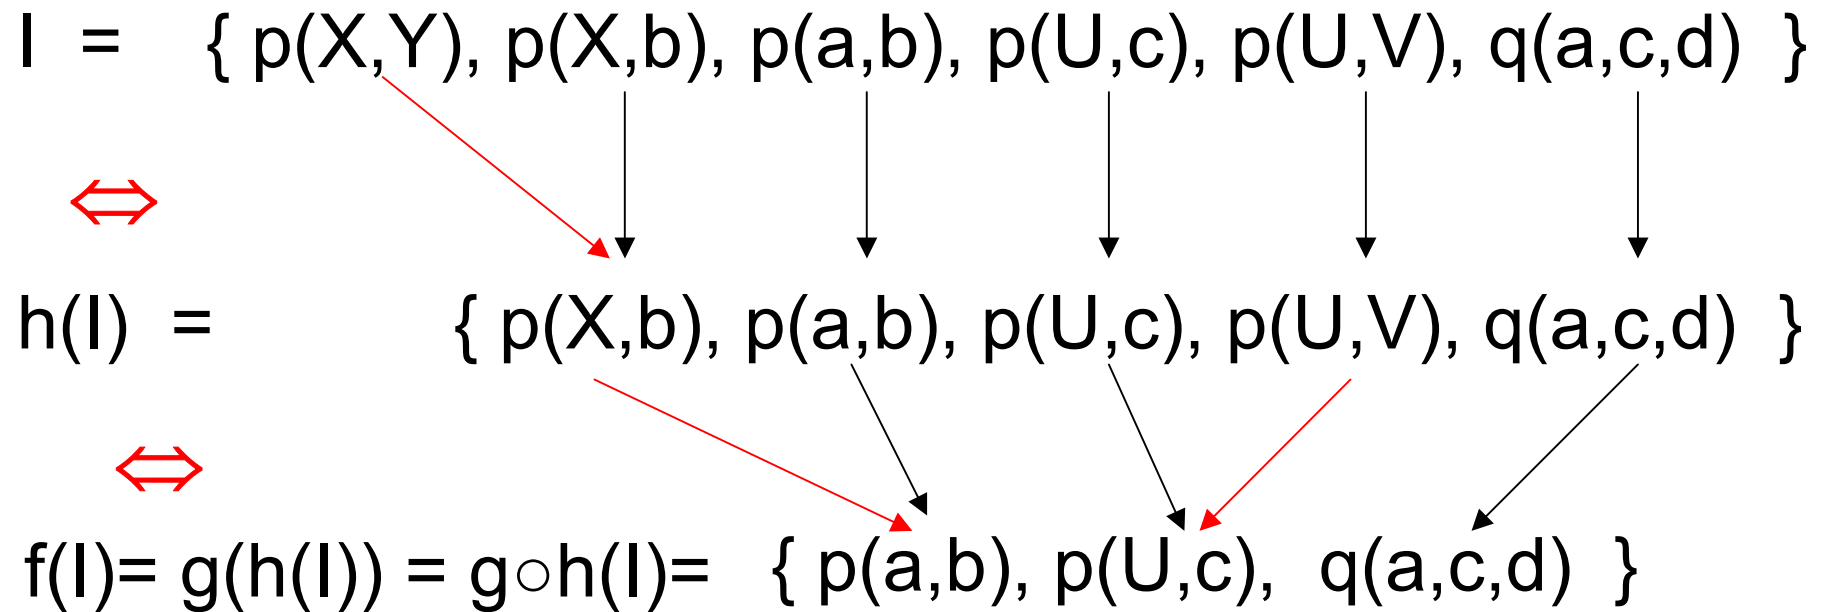 I = { p(X,Y), p(X,b), p(a,b), p(U,c), p(U,V), q(a,c,d) }
⇔
h(I) = { p(X,b), p(a,b), p(U,c), p(U,V), q(a,c,d) }
⇔
f(I)= g(h(I)) = g○h(I)= { p(a,b), p(U,c), q(a,c,d) }